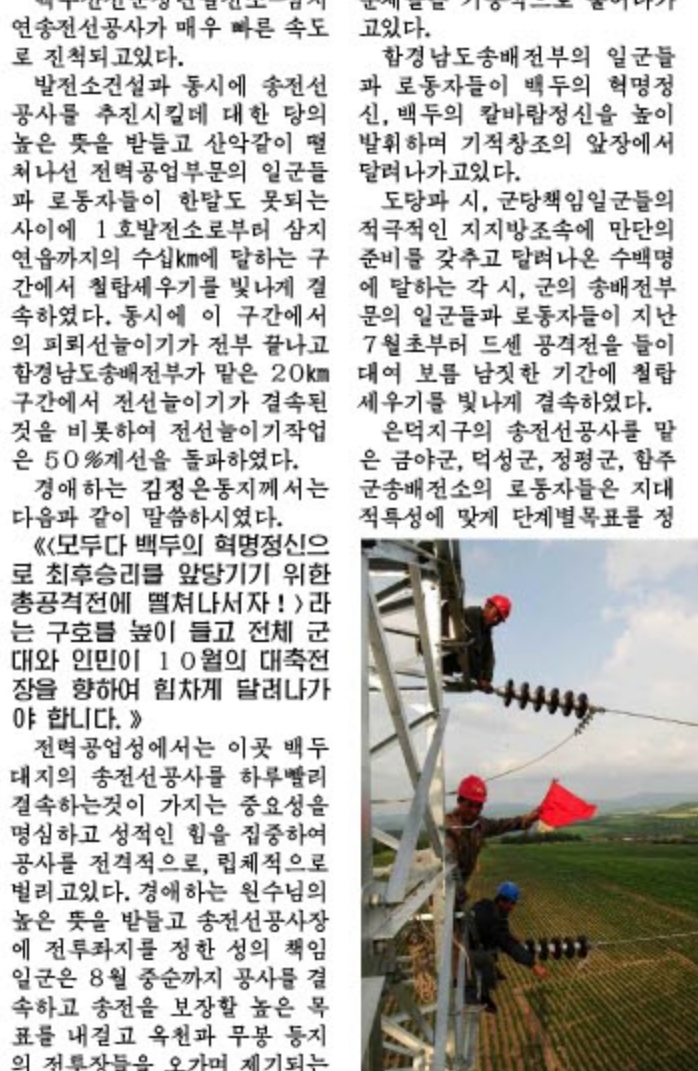 연송전선공사가 매우 빠른 속도
로 진척되고있다.
발전소건설과 동시에 송전선
공사를 추진시킬데 대한 당의
높은 뜻을 받들고 산악같이 떨
쳐나선 전력공업부문의 일군들
과 로동자들이 한달도 못되는
사이에 1호발전소로부터 삼지
연읍까지의 수십㎞에 달하는 구
간에서 철탑세우기를 빛나게 결
속하였다. 동시에 이 구간에서
의 피뢰선늘이기가 전부 끝나고
함경남도송배전부가 맡은 20㎞
구간에서 전선늘이기가 결속된
것을 비롯하여 전선늘이기작업
은 50%계선을 돌파하였다.
경애하는 김정은동지께서는
다음과 같이 말씀하시였다.
《〈모두다 백두의 혁명정신으
로 최후승리를 앞당기기 위한
총공격전에 떨쳐나서자!〉라
는 구호를 높이 들고 전체 군
대와 인민이 10월의 대축전
장을 향하여 힘차게 달려나가
야 합니다.》
전력공업성에서는 이곳 백두
대지의 송전선공사를 하루빨리
결속하는것이 가지는 중요성을
명심하고 성적인 힘을 집중하여
공사를 전격적으로, 립체적으로
벌리고있다. 경애하는 원수님의
높은 뜻을 받들고 송전선공사장
에 전투좌지를 정한 성의 책임
일군은 8월 중순까지 공사를 결
속하고 송전을 보장할 높은 목
표를 내걸고 옥천과 무봉 등지
의 전투장들을 오가며 제기되는
고있다.
함경남도송배전부의 일군들
과 로동자들이 백두의 혁명정
신, 백두의 칼바람정신을 높이
발휘하며 기적창조의 앞장에서
달려나가고있다.
도당과 시, 군당책임일군들의
적극적인 지지방조속에 만단의
준비를 갖추고 달려나온 수백명
에 달하는 각 시, 군의 송배전부
문의 일군들과 로동자들이 지난
7월초부터 드센 공격전을 들이
대여 보름 남짓한 기간에 철탑
세우기를 빛나게 결속하였다.
은덕지구의 송전선공사를 맡
은 금야군, 덕성군, 정평군, 함주
군송배전소의 로동자들은 지대
적특성에 맞게 단계별목표를 정